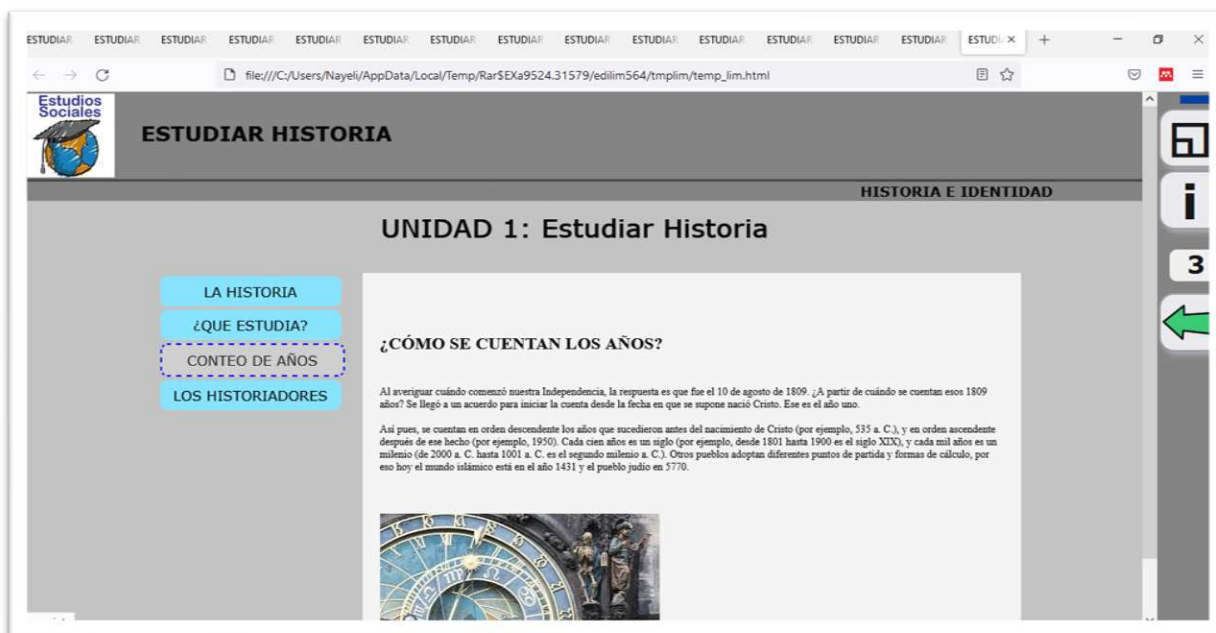 ESTUDIAR ESTUDIAR ESTUDIAR ESTUDIAR ESTUDIAR ESTUDIAR ESTUDIAR ESTUDIAR ESTUDIAR ESTUDIAR ESTUDIAR ESTUDIAR ESTUDIAR ESTUDIAR ESTUDI
file:///C:/Users/Nayeli/AppData/Local/Temp/Rar$EXa9524.31579/edilim564/tmplim/temp_lim.html
Estudios
Sociales
ESTUDIAR HISTORIA
HISTORIA E IDENTIDAD
i
3
UNIDAD 1: Estudiar Historia
LA HISTORIA
¿QUE ESTUDIA?
CONTEO DE AÑOS
LOS HISTORIADORES
¿CÓMO SE CUENTAN LOS AÑOS?
Al averiguar cuándo comenzó nuestra Independencia, la respuesta es que fue el 10 de agosto de 1809. ¿A partir de cuándo se cuentan esos 1809
años? Se llegó a un acuerdo para iniciar la cuenta desde la fecha en que se supone nació Cristo. Ese es el año uno.
Así pues, se cuentan en orden descendente los años que sucedieron antes del nacimiento de Cristo (por ejemplo, 535 a. C.), y en orden ascendente
después de ese hecho (por ejemplo, 1950). Cada cien años es un siglo (por ejemplo, desde 1801 hasta 1900 es el siglo XIX), y cada mil años es un
milenio (de 2000 a. C. hasta 1001 a. C. es el segundo milenio a. C.). Otros pueblos adoptan diferentes puntos de partida y formas de cálculo, por
eso hoy el mundo islámico está en el año 1431 y el pueblo judío en 5770.